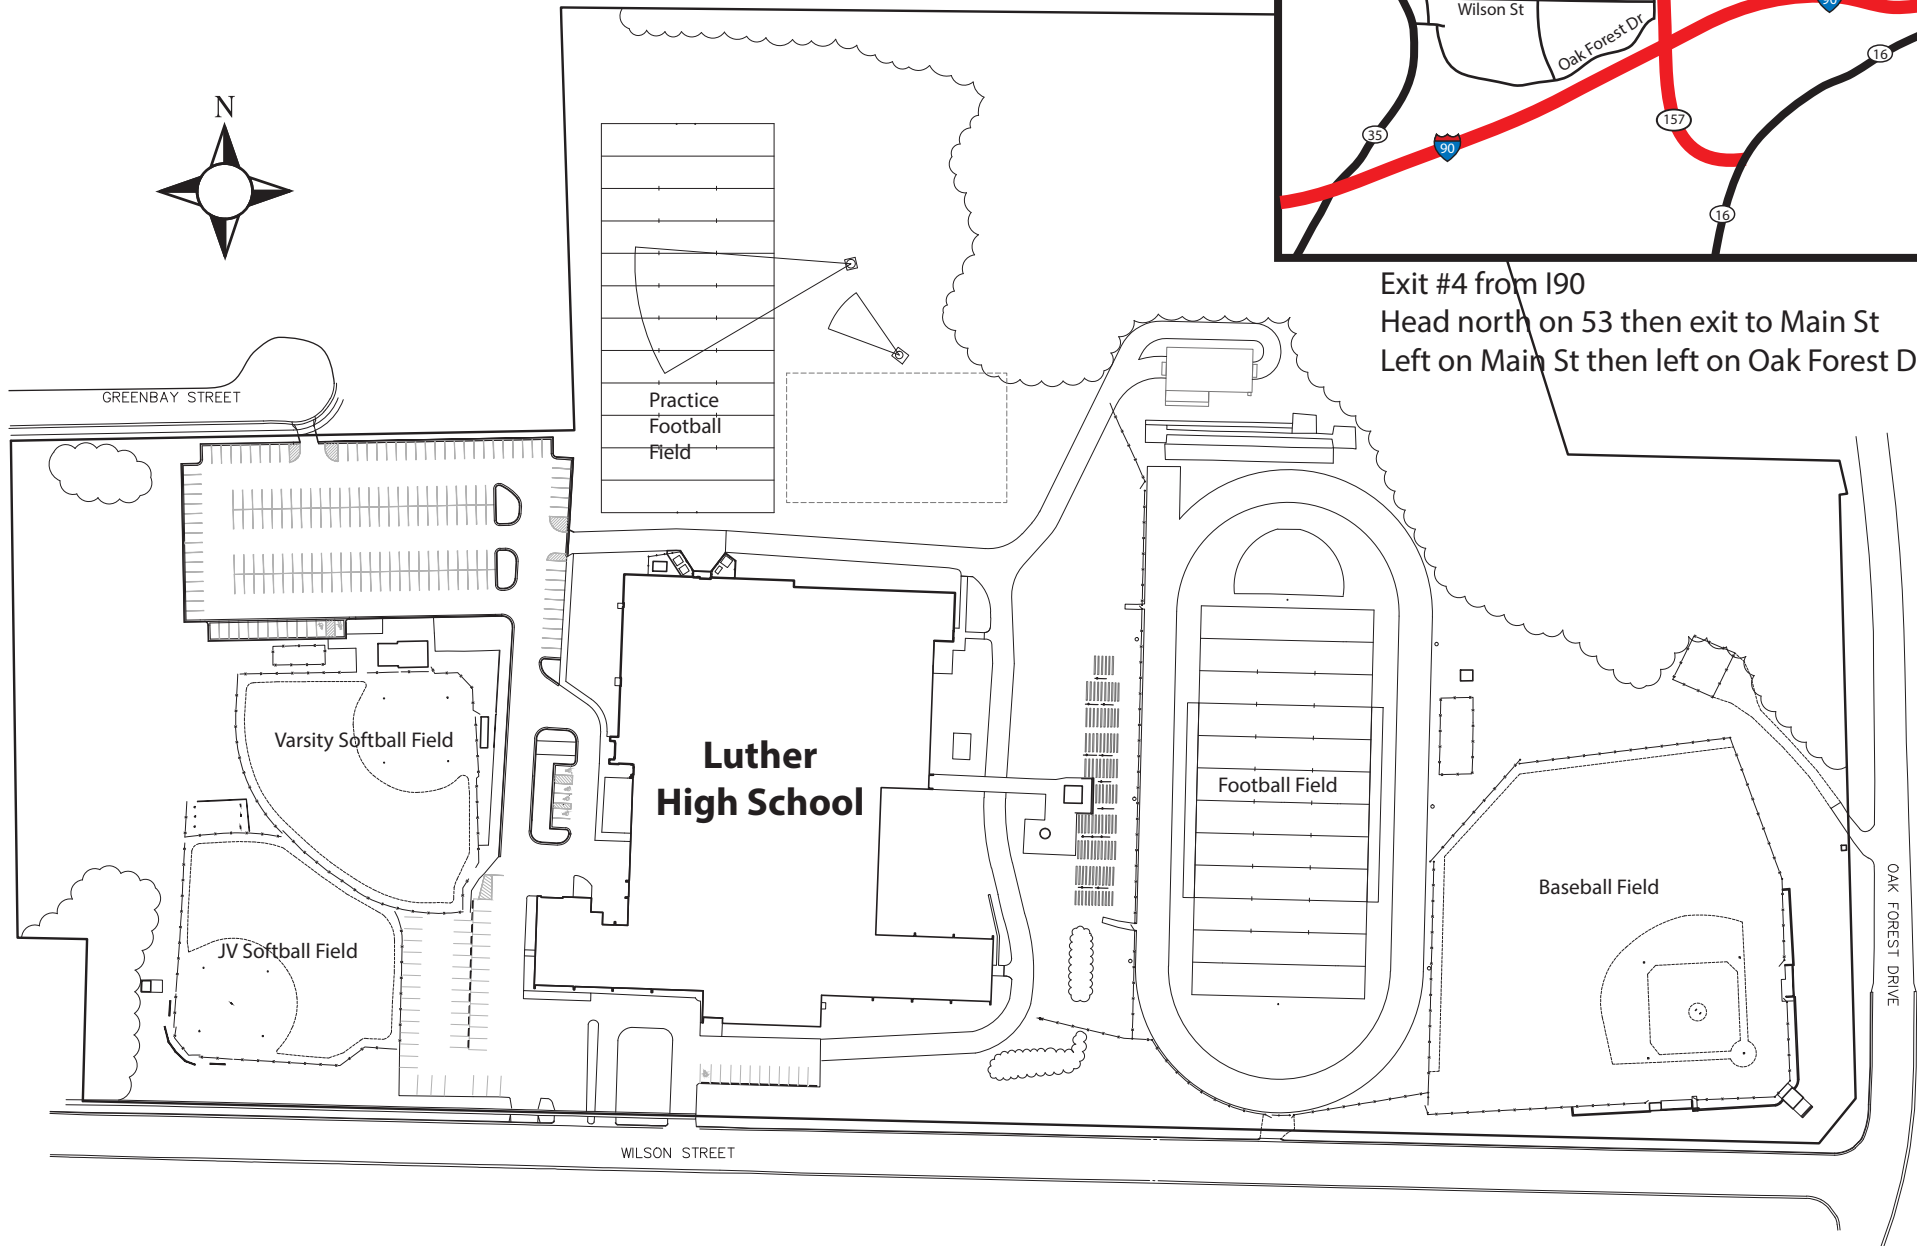 N
Wilson St
Oak Forest Dr
90
16
35
90
157
16
Exit #4 from I90
Head north on 53 then exit to Main St
Left on Main St then left on Oak Forest D
GREENBAY STREET
Practice
Football
Field
Varsity Softball Field
Luther
High School
Football Field
Baseball Field
JV Softball Field
OAK FOREST DRIVE
WILSON STREET